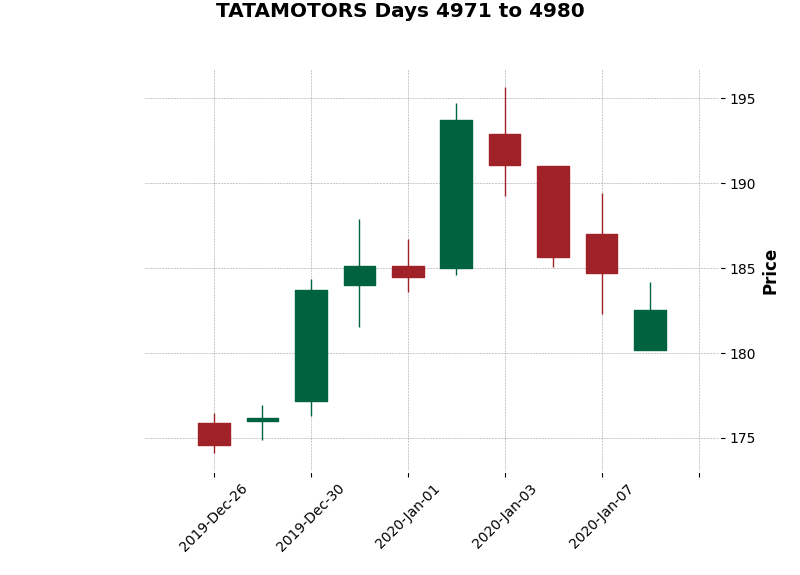 TATAMOTORS Days 4971 to 4980
195
190
185
180
175
Price
2019-Dec-26
2019-Dec-30
2020-Jan-01
2020-Jan-03
2020-Jan-07